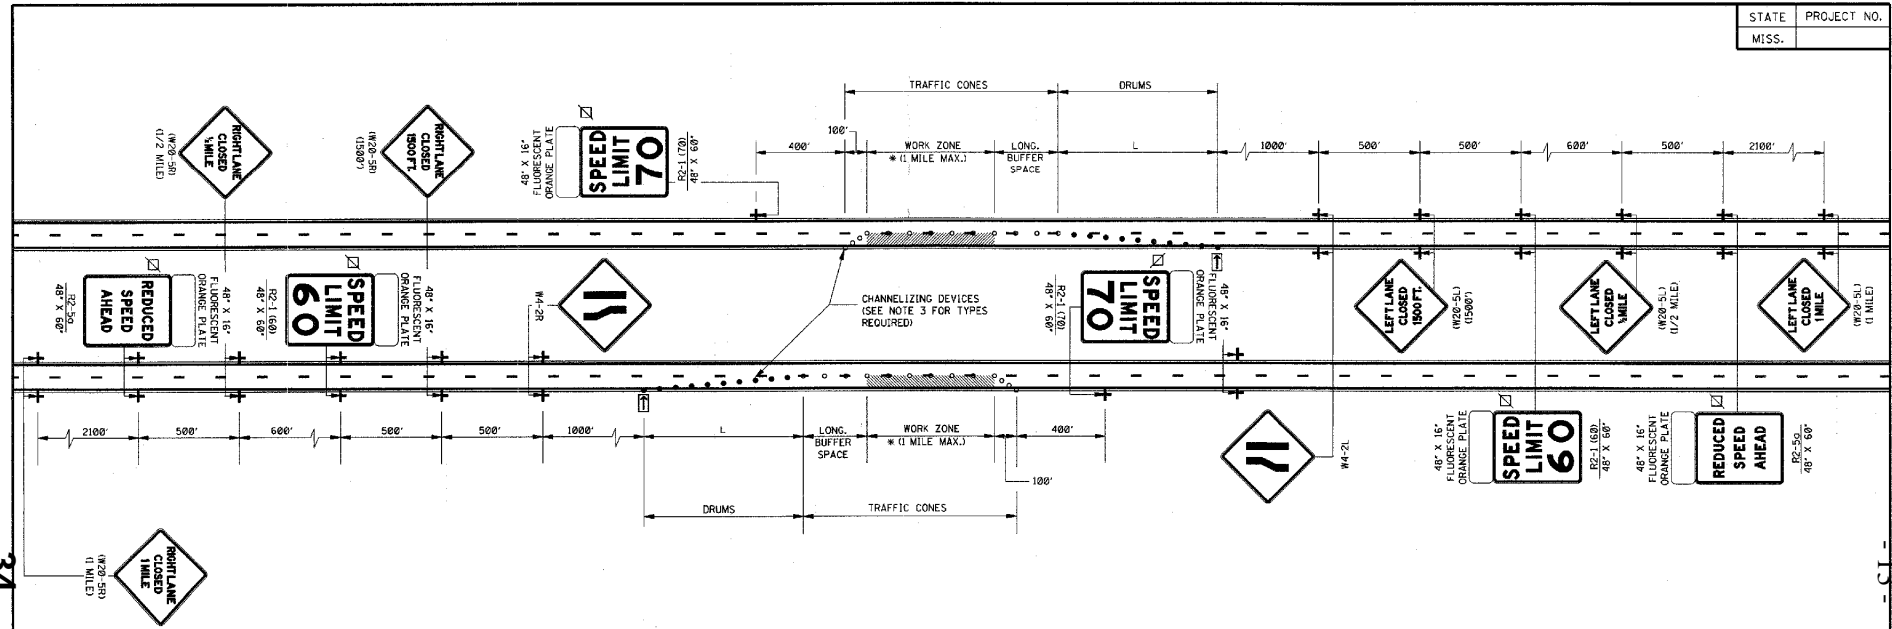 STATE PROJECT NO.
MISS.
TRAFFIC CONES
DRUMS
100'
400'
WORK ZONE
* (1 MILE MAX.)
LONG.
BUFFER
SPACE
L
1000'
500'
500'
600'
500'
2100'
RIGHT LANE
CLOSED
½ MILE
(W20-5R)
(1/2 MILE)
RIGHT LANE
CLOSED
1500 FT.
(W20-5R)
(1500')
SPEED
LIMIT
70
48" X 16"
FLUORESCENT
ORANGE PLATE
R2-1 (70)
48" X 60"
REDUCED
SPEED
AHEAD
R2-5a
48" X 60"
48" X 16"
FLUORESCENT
ORANGE PLATE
SPEED
LIMIT
60
R2-1 (60)
48" X 60"
48" X 16"
FLUORESCENT
ORANGE PLATE
W4-2R
CHANNELIZING DEVICES
(SEE NOTE 3 FOR TYPES
REQUIRED)
SPEED
LIMIT
70
R2-1 (70)
48" X 60"
48" X 16"
FLUORESCENT
ORANGE PLATE
LEFT LANE
CLOSED
1500 FT.
(W20-5L)
(1500')
LEFT LANE
CLOSED
½ MILE
(W20-5L)
(1/2 MILE)
LEFT LANE
CLOSED
1 MILE
(W20-5L)
(1 MILE)
2100'
500'
600'
500'
500'
1000'
L
LONG.
BUFFER
SPACE
WORK ZONE
* (1 MILE MAX.)
400'
100'
DRUMS
TRAFFIC CONES
W4-2L
48" X 16"
FLUORESCENT
ORANGE PLATE
SPEED
LIMIT
60
R2-1 (60)
48" X 60"
48" X 16"
FLUORESCENT
ORANGE PLATE
REDUCED
SPEED
AHEAD
R2-5a
48" X 60"
RIGHT LANE
CLOSED
1 MILE
(W20-5R)
(1 MILE)